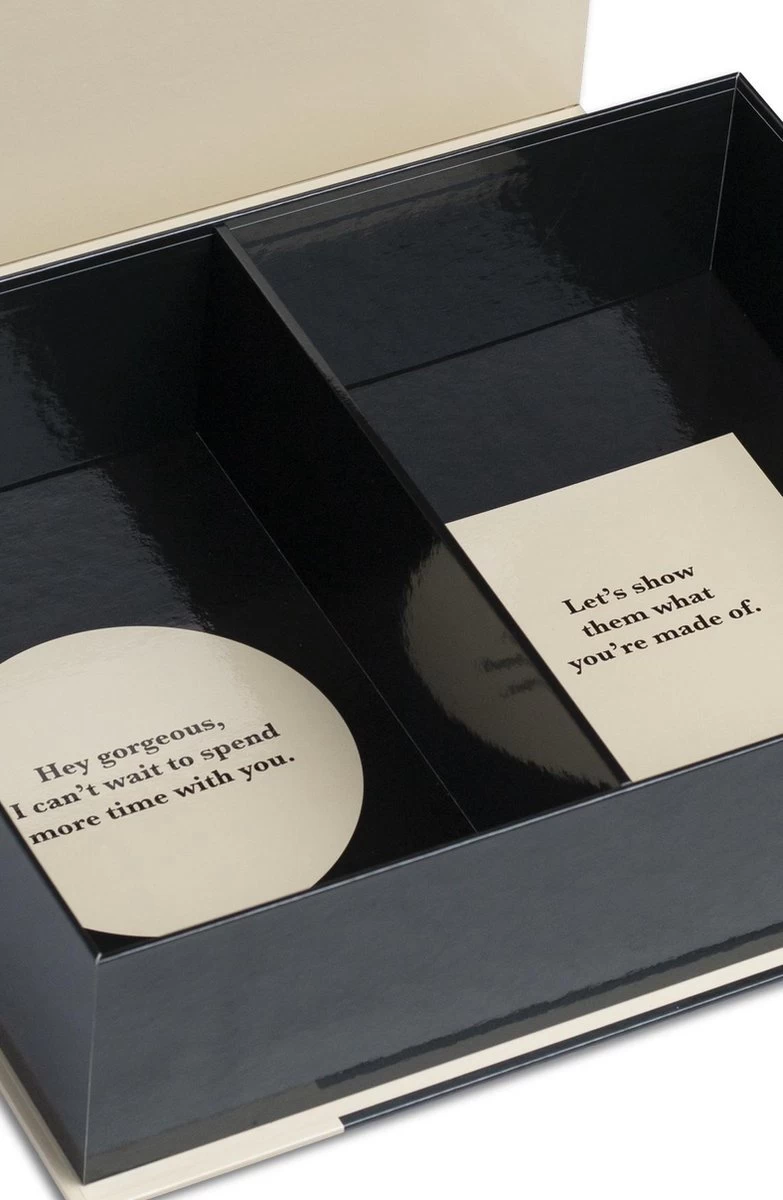 Hey gorgeous,
I can't wait to spend
more time with you.
Let's show
them what
you're made of.